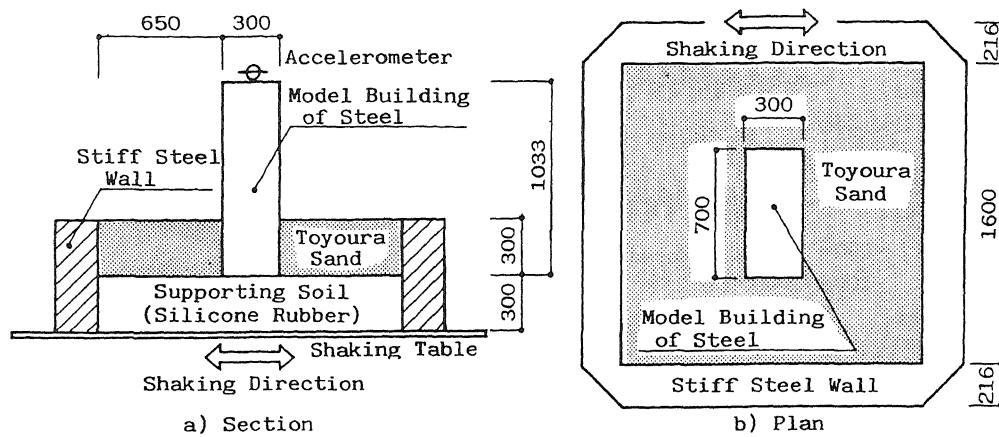 650
300
Accelerometer
Model Building
of Steel
Stiff Steel
Wall
1033
Toyoura
Sand
300
Supporting Soil
(Silicone Rubber)
300
Shaking Table
Shaking Direction
a) Section
Shaking Direction
216
300
Toyoura
Sand
700
1600
Model Building
of Steel
Stiff Steel Wall
216
b) Plan